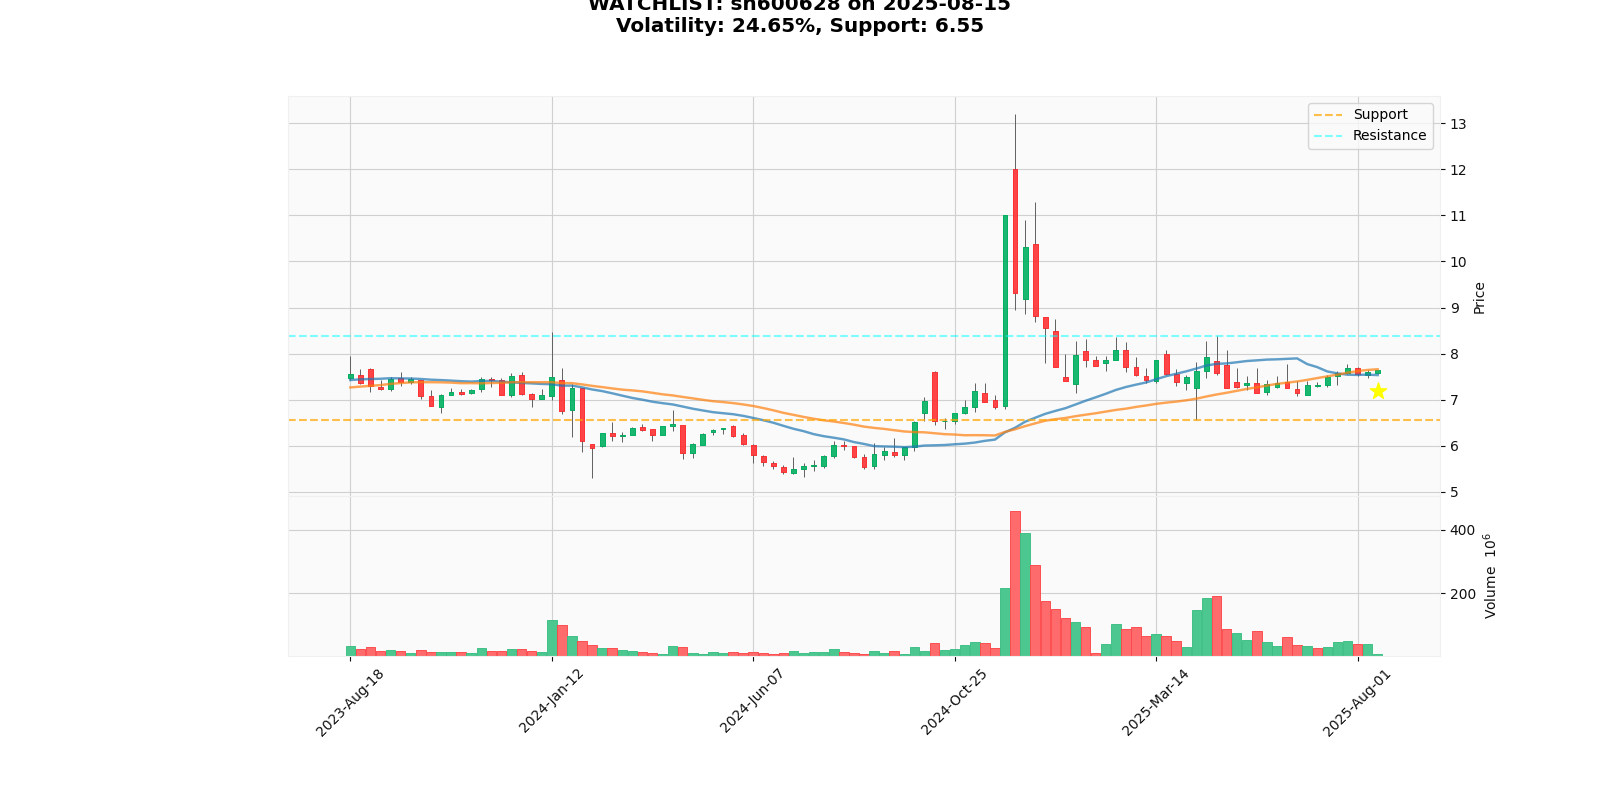 WATCHLIST: sh600628 on 2025-08-15
Volatility: 24.65%, Support: 6.55
Support
Resistance
13
12
11
10
9
8
7
6
5
Price
400
200
Volume 10^6
2023-Aug-18
2024-Jan-12
2024-Jun-07
2024-Oct-25
2025-Mar-14
2025-Aug-01